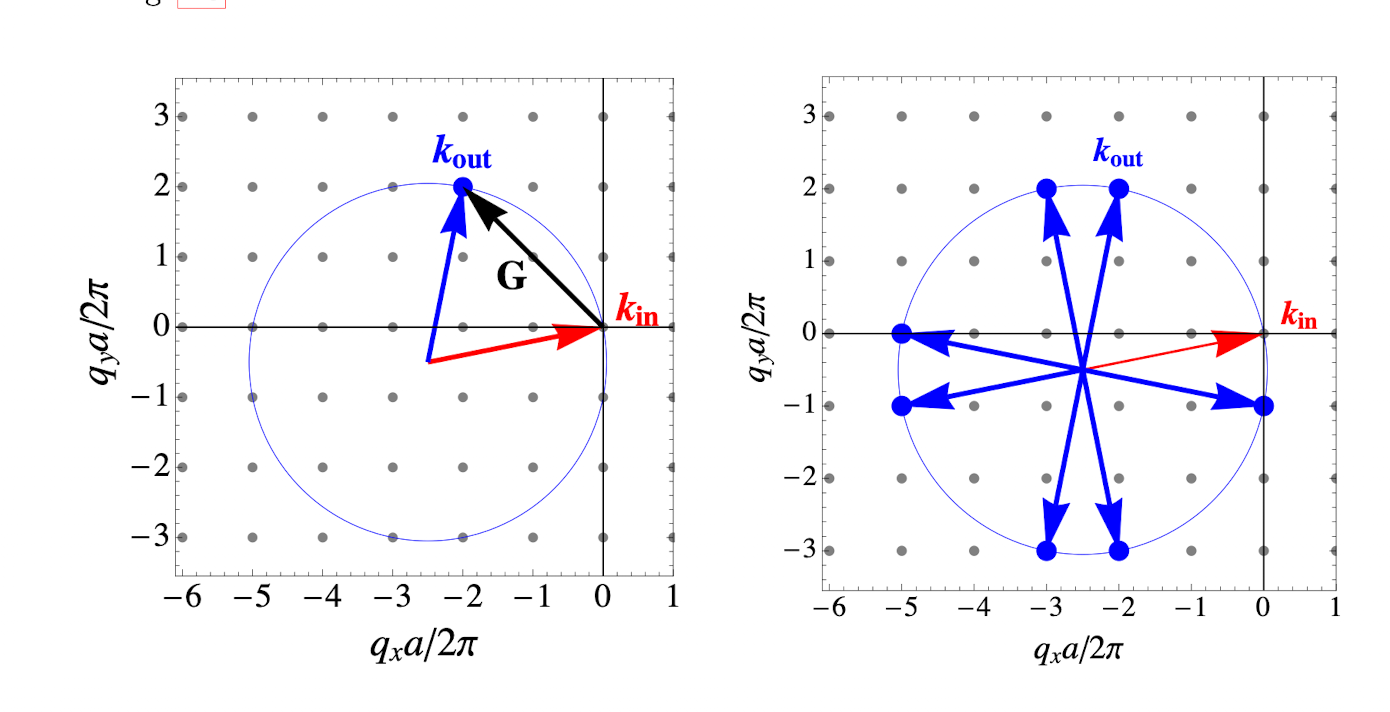 g
3
2
1
0
−1
−2
−3
k_out
G
k_in
−6 −5 −4 −3 −2 −1 0 1
q_x a/2π
q_y a/2π
3
2
1
0
−1
−2
−3
k_out
k_in
−6 −5 −4 −3 −2 −1 0 1
q_x a/2π
q_y a/2π